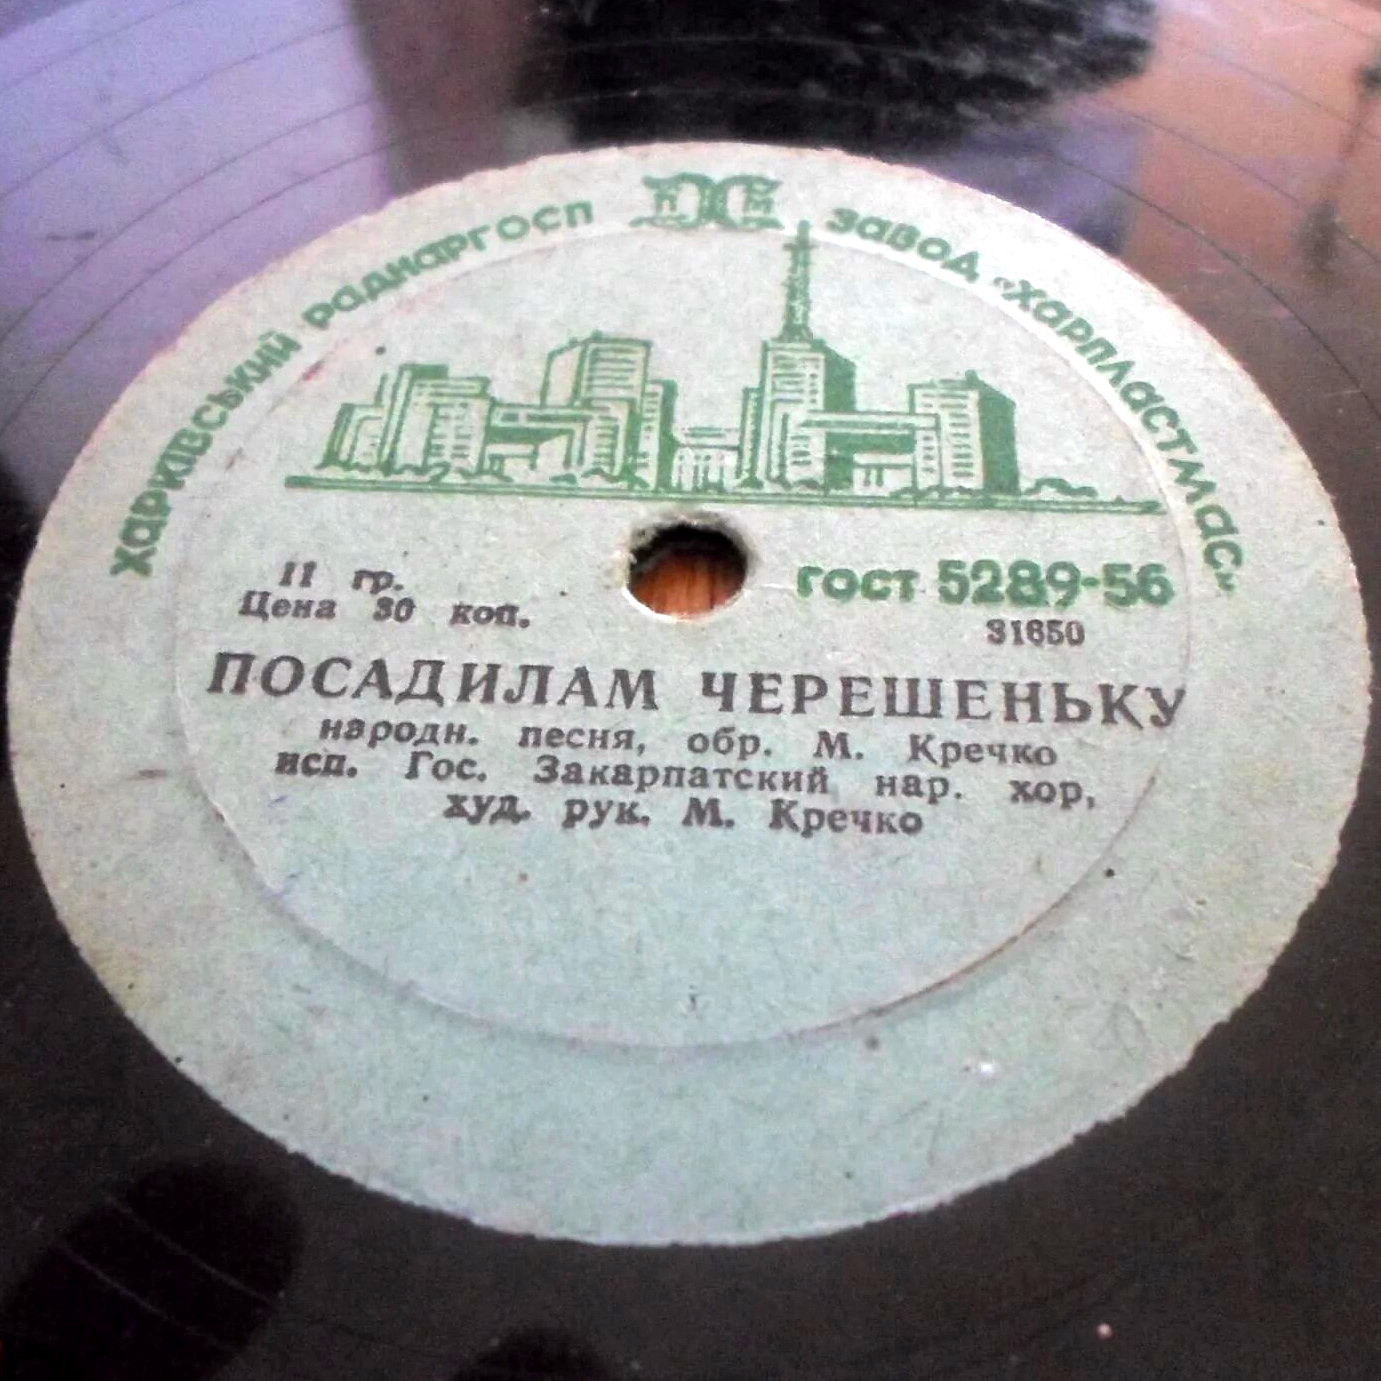 ХАРКІВСЬКИЙ РАДНАРГОСП
ЗАВОД «ХАРПЛАСТМАС»
11 гр.
Цена 30 коп.
ГОСТ 5289-56
31650
ПОСАДИЛАМ ЧЕРЕШЕНЬКУ
народн. песня, обр. М. Кречко
исп. Гос. Закарпатский нар. хор,
худ. рук. М. Кречко